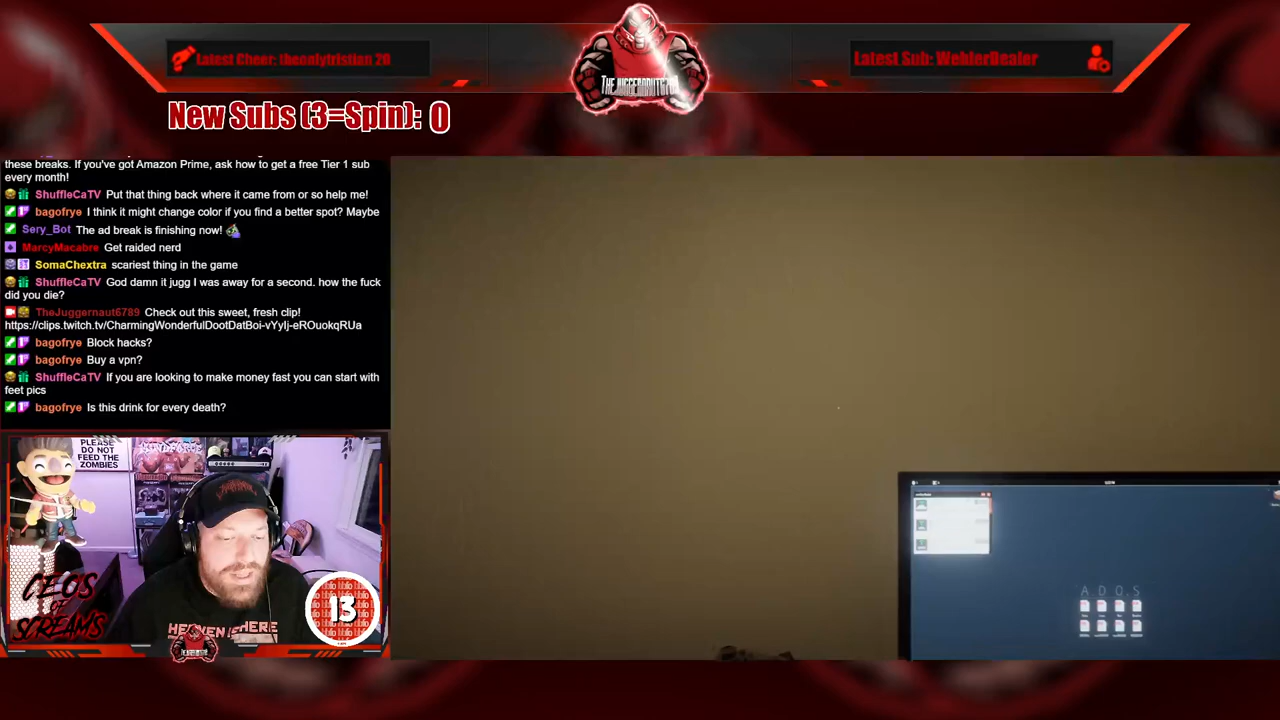 Latest Cheer: theonlytristian 20
THEJUGGERNAUT6789
Latest Sub: WehlerDealer
New Subs (3=Spin): 0
these breaks. If you've got Amazon Prime, ask how to get a free Tier 1 sub
every month!
ShuffleCaTV Put that thing back where it came from or so help me!
bagofrye I think it might change color if you find a better spot? Maybe
Sery_Bot The ad break is finishing now!
MarcyMacabre Get raided nerd
SomaChextra scariest thing in the game
ShuffleCaTV God damn it jugg I was away for a second. how the fuck
did you die?
TheJuggernaut6789 Check out this sweet, fresh clip!
https://clips.twitch.tv/CharmingWonderfulDootDatBoi-vYylj-eROuokqRUa
bagofrye Block hacks?
bagofrye Buy a vpn?
ShuffleCaTV If you are looking to make money fast you can start with
feet pics
bagofrye Is this drink for every death?
PLEASE
DO NOT
FEED THE
ZOMBIES
CEO'S
OF
SCREAMS
HEAVEN IS HERE
13
A.D.O.S